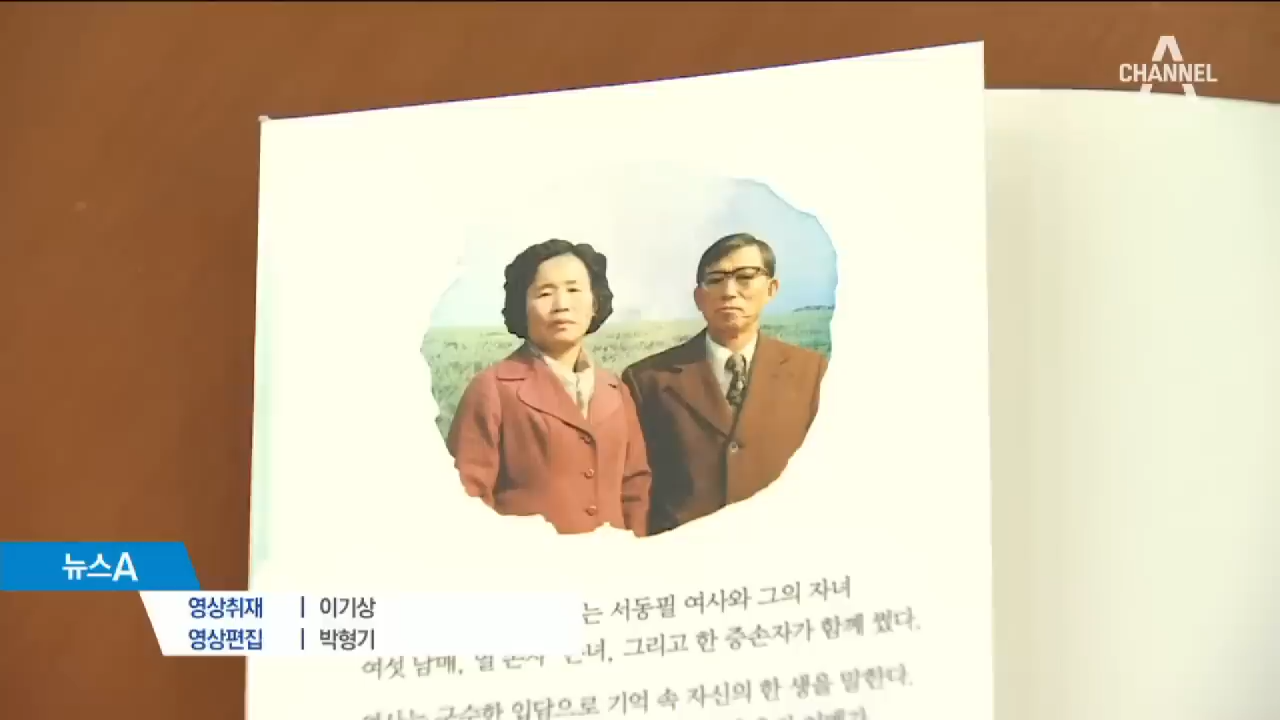 CHANNEL A
뉴스A
영상취재 | 이기상
영상편집 | 박형기
는 서동필 여사와 그의 자녀
여섯 남매, 그리고 한 증손자가 함께 썼다.
여사는 구수한 입담으로 기억 속 자신의 한 생을 말한다.